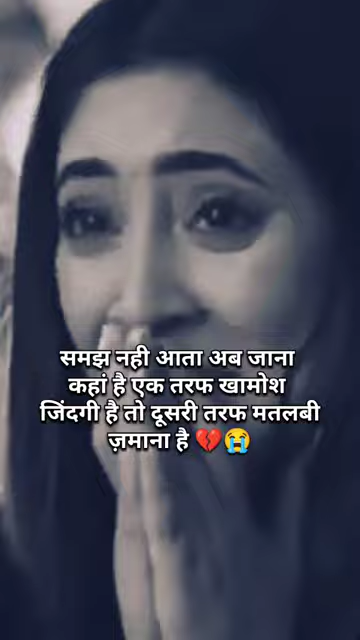 समझ नही आता अब जाना
कहां है एक तरफ खामोश
जिंदगी है तो दूसरी तरफ मतलबी
ज़माना है 💔😭